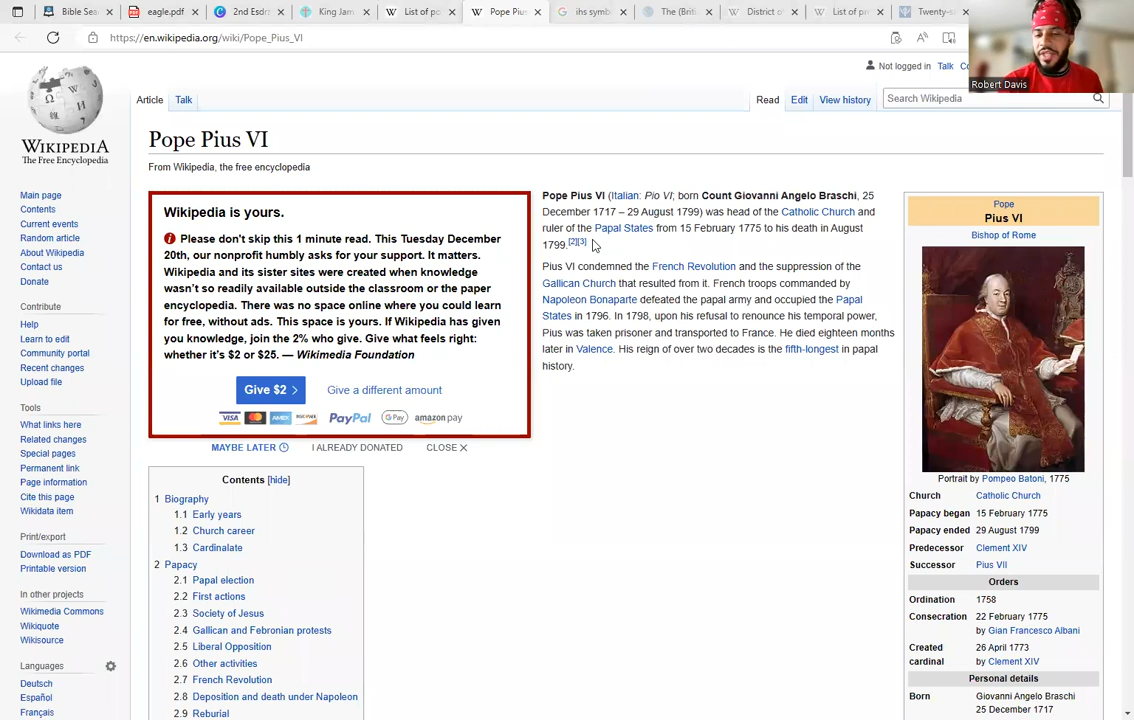 Bible Sea
eagle.pdf
2nd Esdr
King Jam
List of po
Pope Pius
ihs symb
The (Brit
District o
List of pr
Twenty-s
https://en.wikipedia.org/wiki/Pope_Pius_VI
Robert Davis
Not logged in Talk Co
Article Talk
Read Edit View history Search Wikipedia
WIKIPEDIA
The Free Encyclopedia
Main page
Contents
Current events
Random article
About Wikipedia
Contact us
Donate
Contribute
Help
Learn to edit
Community portal
Recent changes
Upload file
Tools
What links here
Related changes
Special pages
Permanent link
Page information
Cite this page
Wikidata item
Print/export
Download as PDF
Printable version
In other projects
Wikimedia Commons
Wikiquote
Wikisource
Languages
Deutsch
Español
Français
Pope Pius VI
From Wikipedia, the free encyclopedia
Wikipedia is yours.
Please don't skip this 1 minute read. This Tuesday December
20th, our nonprofit humbly asks for your support. It matters.
Wikipedia and its sister sites were created when knowledge
wasn't so readily available outside the classroom or the paper
encyclopedia. There was no space online where you could learn
for free, without ads. This space is yours. If Wikipedia has given
you knowledge, join the 2% who give. Give what feels right:
whether it's $2 or $25. — Wikimedia Foundation
Give $2 Give a different amount
VISA AMEX DISCOVER PayPal G Pay amazon pay
MAYBE LATER I ALREADY DONATED CLOSE
Contents [hide]
1 Biography
1.1 Early years
1.2 Church career
1.3 Cardinalate
2 Papacy
2.1 Papal election
2.2 First actions
2.3 Society of Jesus
2.4 Gallican and Febronian protests
2.5 Liberal Opposition
2.6 Other activities
2.7 French Revolution
2.8 Deposition and death under Napoleon
2.9 Reburial
Pope Pius VI (Italian: Pio VI; born Count Giovanni Angelo Braschi, 25
December 1717 – 29 August 1799) was head of the Catholic Church and
ruler of the Papal States from 15 February 1775 to his death in August
1799.[2][3]
Pius VI condemned the French Revolution and the suppression of the
Gallican Church that resulted from it. French troops commanded by
Napoleon Bonaparte defeated the papal army and occupied the Papal
States in 1796. In 1798, upon his refusal to renounce his temporal power,
Pius was taken prisoner and transported to France. He died eighteen months
later in Valence. His reign of over two decades is the fifth-longest in papal
history.
Pope
Pius VI
Bishop of Rome
Portrait by Pompeo Batoni, 1775
Church Catholic Church
Papacy began 15 February 1775
Papacy ended 29 August 1799
Predecessor Clement XIV
Successor Pius VII
Orders
Ordination 1758
Consecration 22 February 1775
by Gian Francesco Albani
Created 26 April 1773
cardinal by Clement XIV
Personal details
Born Giovanni Angelo Braschi
25 December 1717